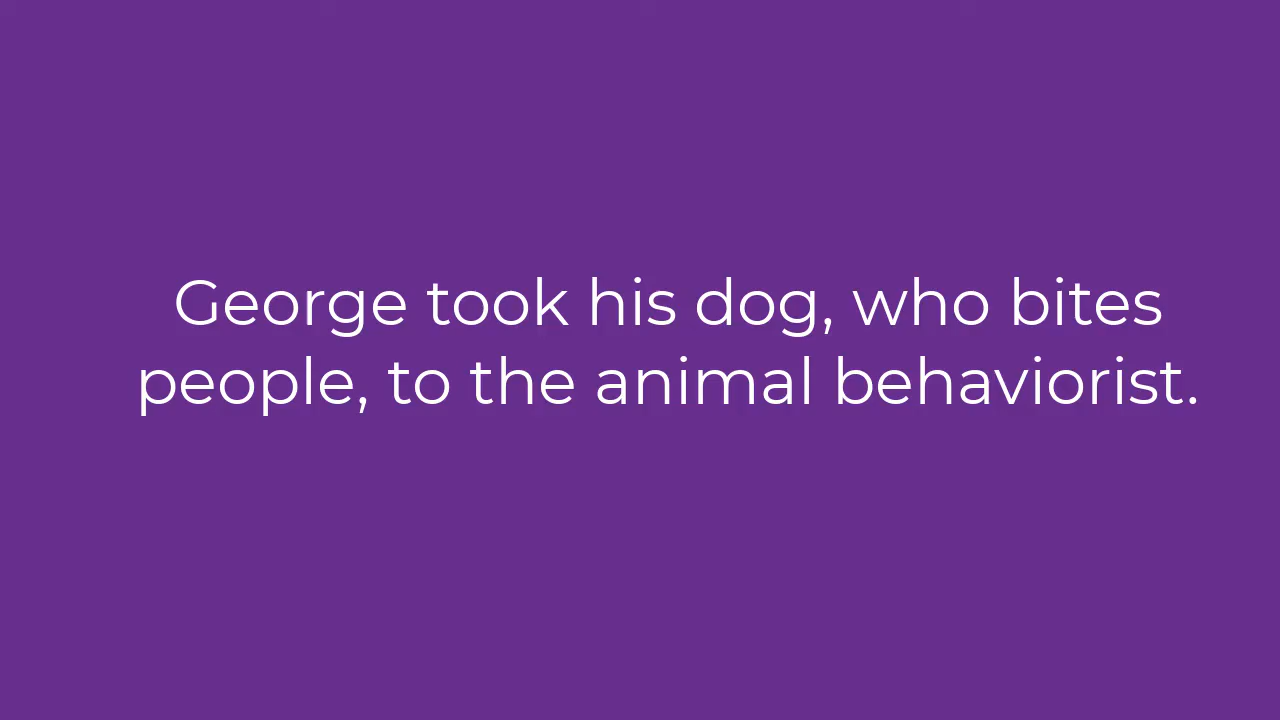 George took his dog, who bites
people, to the animal behaviorist.